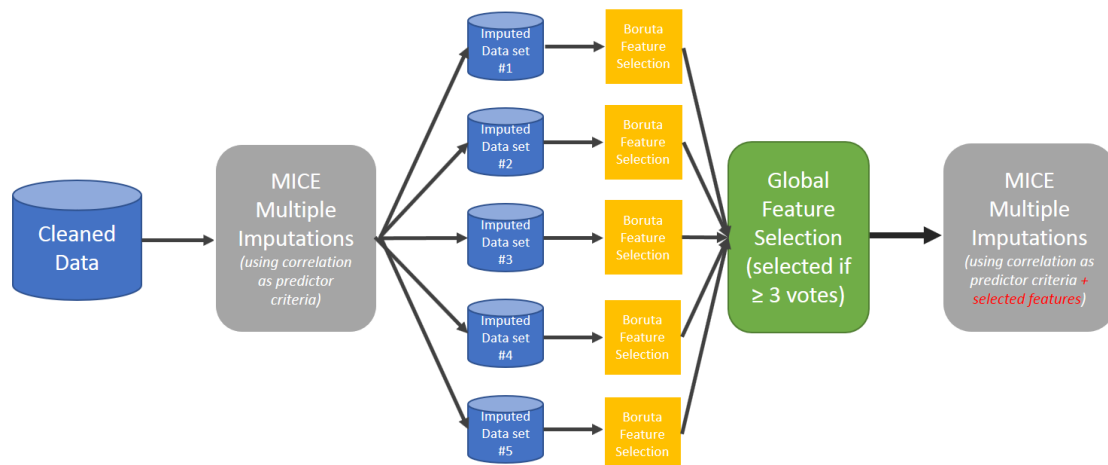 Cleaned
Data
MICE
Multiple
Imputations
(using correlation
as predictor
criteria)
Imputed
Data set
#1
Boruta
Feature
Selection
Imputed
Data set
#2
Boruta
Feature
Selection
Imputed
Data set
#3
Boruta
Feature
Selection
Imputed
Data set
#4
Boruta
Feature
Selection
Imputed
Data set
#5
Boruta
Feature
Selection
Global
Feature
Selection
(selected if
≥ 3 votes)
MICE
Multiple
Imputations
(using correlation as
predictor criteria +
selected features)